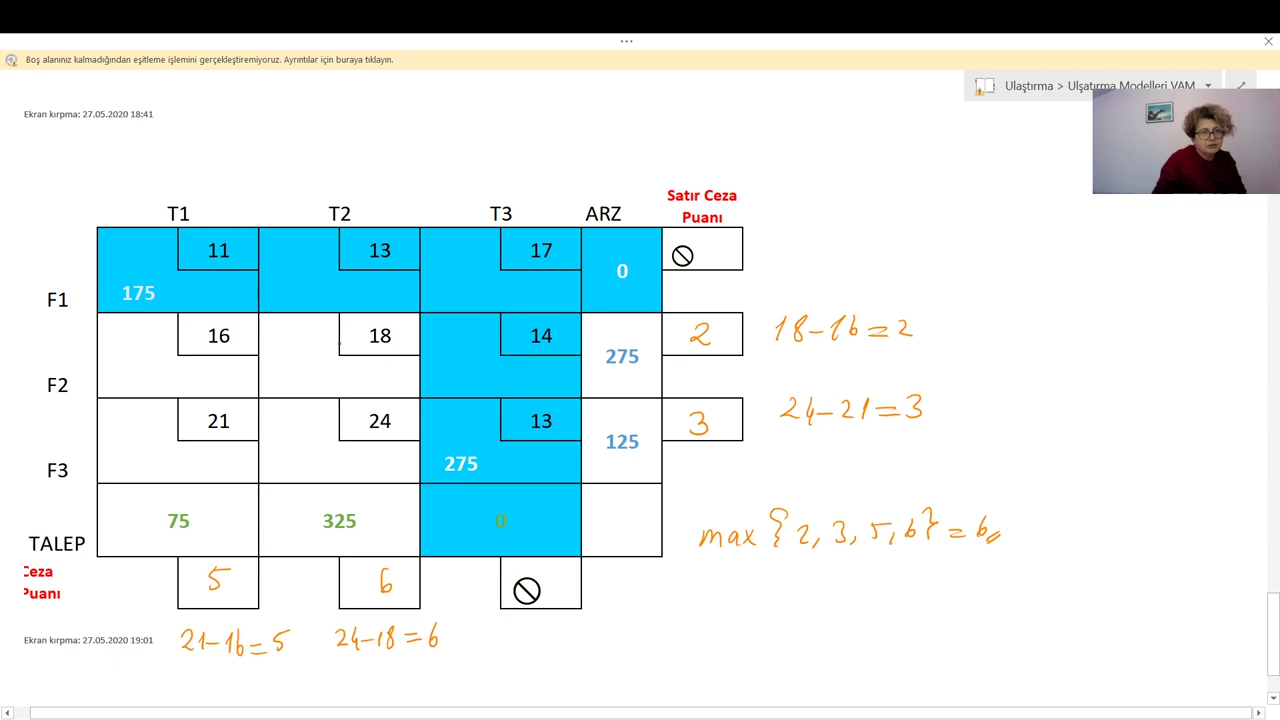 ...
Boş alanınız kalmadığından eşitleme işlemini gerçekleştiremiyoruz. Ayrıntılar için buraya tıklayın.
Ulaştırma > Ulşatırma Modelleri VAM
Ekran kırpma: 27.05.2020 18:41
Satır Ceza
Puanı
T1 T2 T3 ARZ
11 13 17
0
175
F1
16 18 14
2 18-16=2
275
F2
21 24 13
3 24-21=3
125
275
F3
75 325 0
max {2, 3, 5, 6} = 6
TALEP
Ceza
Puanı
5 6
Ekran kırpma: 27.05.2020 19:01
21-16=5 24-18=6